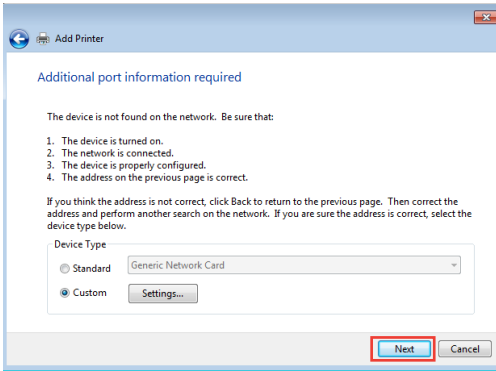 Add Printer
Additional port information required
The device is not found on the network. Be sure that:
1. The device is turned on.
2. The network is connected.
3. The device is properly configured.
4. The address on the previous page is correct.
If you think the address is not correct, click Back to return to the previous page. Then correct the
address and perform another search on the network. If you are sure the address is correct, select the
device type below.
Device Type
Standard Generic Network Card
Custom Settings...
Next Cancel